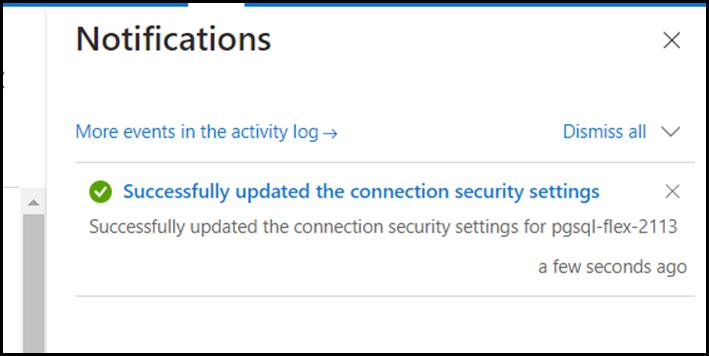 Notifications
More events in the activity log → Dismiss all
Successfully updated the connection security settings
Successfully updated the connection security settings for pgsql-flex-2113
a few seconds ago